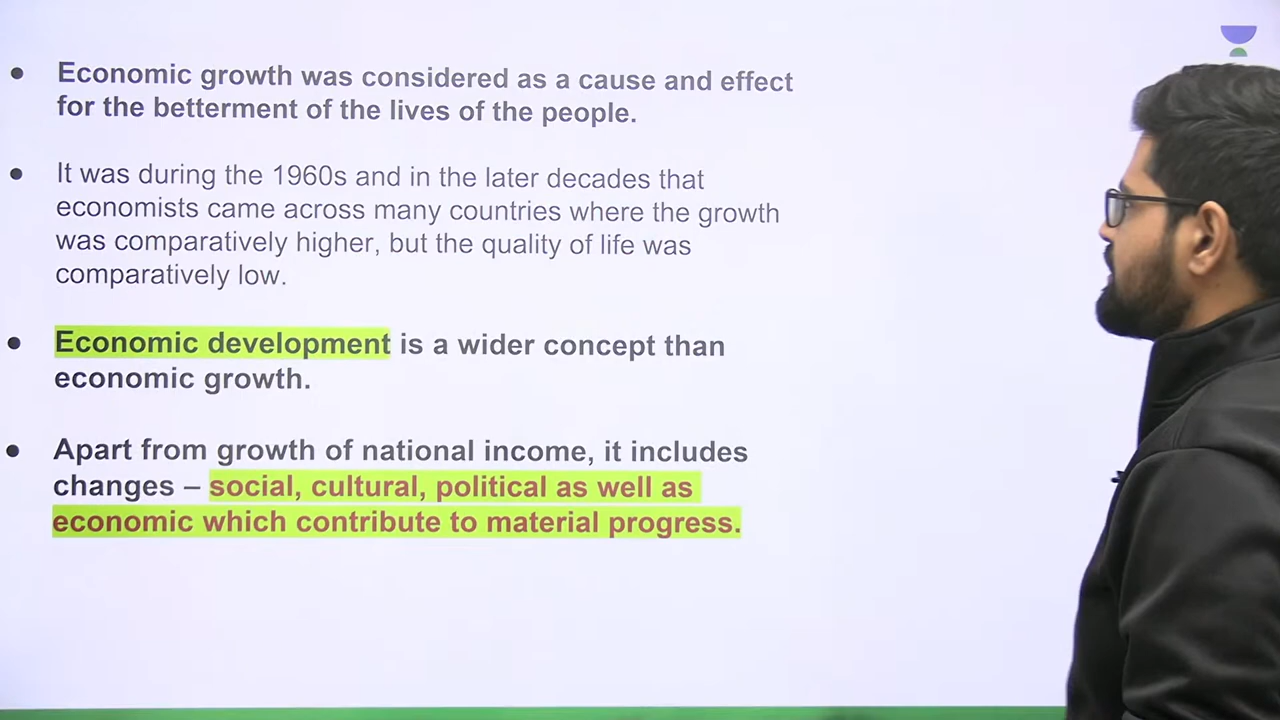 • Economic growth was considered as a cause and effect
for the betterment of the lives of the people.
• It was during the 1960s and in the later decades that
economists came across many countries where the growth
was comparatively higher, but the quality of life was
comparatively low.
• Economic development is a wider concept than
economic growth.
• Apart from growth of national income, it includes
changes – social, cultural, political as well as
economic which contribute to material progress.